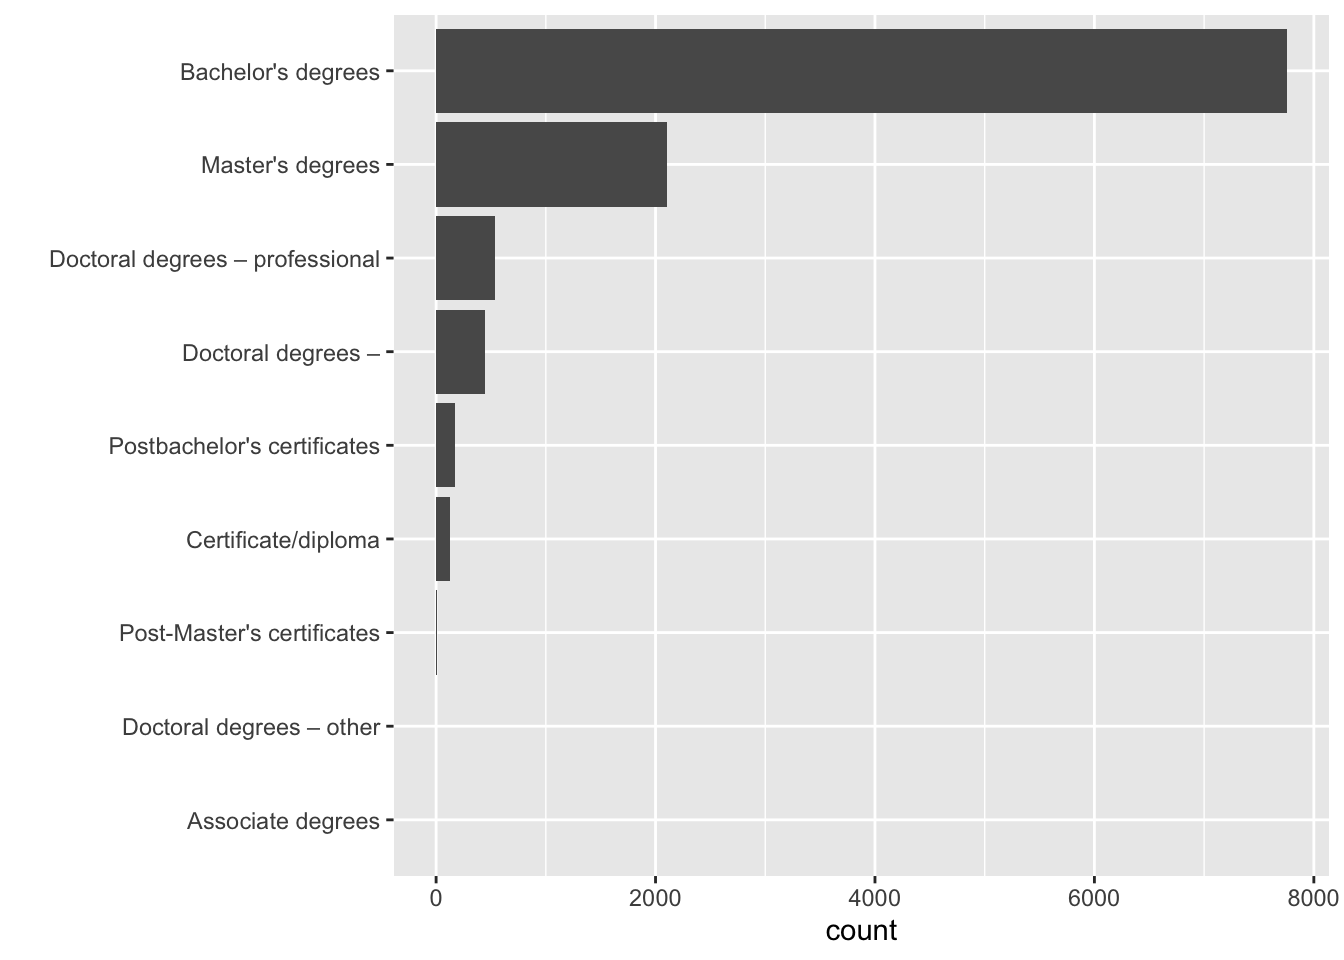 Bachelor's degrees
Master's degrees
Doctoral degrees – professional
Doctoral degrees –
Postbachelor's certificates
Certificate/diploma
Post-Master's certificates
Doctoral degrees – other
Associate degrees
0 2000 4000 6000 8000
count